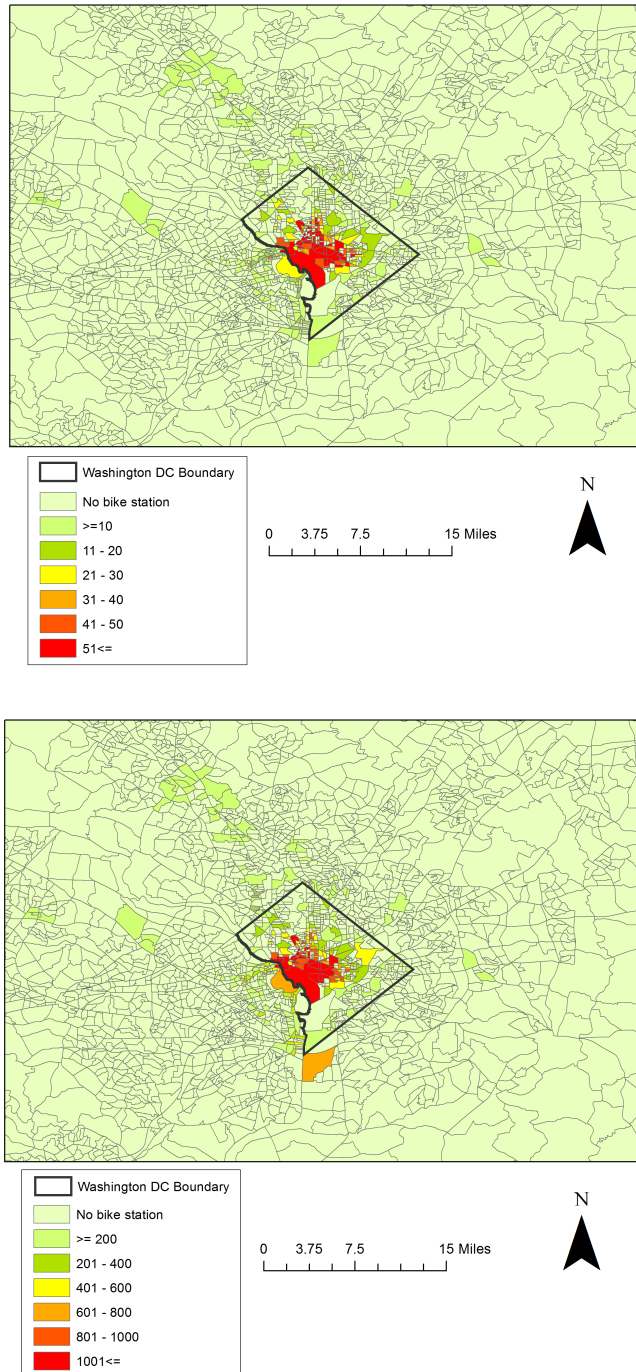 Washington DC Boundary
No bike station
>=10
11 - 20
21 - 30
31 - 40
41 - 50
51<=
0 3.75 7.5 15 Miles
N
Washington DC Boundary
No bike station
>= 200
201 - 400
401 - 600
601 - 800
801 - 1000
1001<=
0 3.75 7.5 15 Miles
N